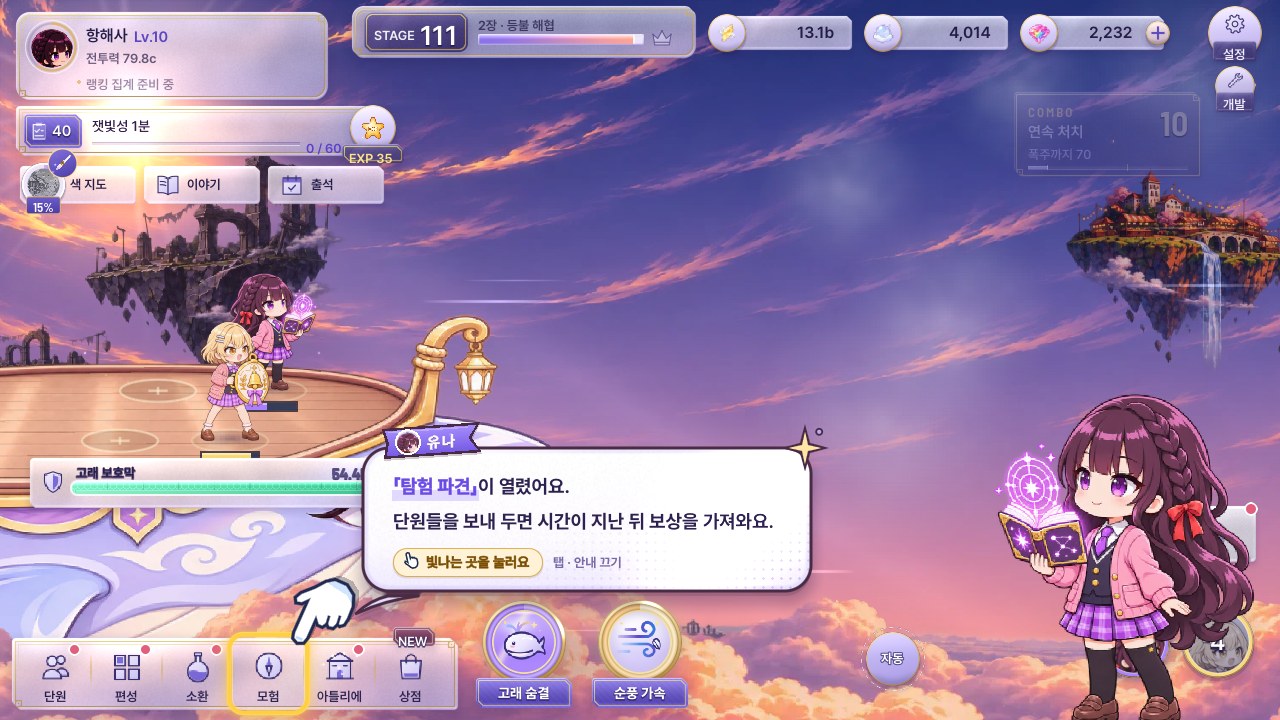 항해사 Lv.10
전투력 79.8c
* 랭킹 집계 준비 중
STAGE 111
2장 · 등불 해협
13.1b
4,014
2,232
설정
개발
40
잿빛성 1분
0 / 60
EXP 35
색 지도
15%
이야기
출석
COMBO
연속 처치
10
폭주까지 70
고래 보호막
유나
「탐험 파견」이 열렸어요.
단원들을 보내 두면 시간이 지난 뒤 보상을 가져와요.
빛나는 곳을 눌러요
탭 · 안내 끄기
단원
편성
소환
모험
아틀리에
NEW
상점
고래 숨결
순풍 가속
자동
4